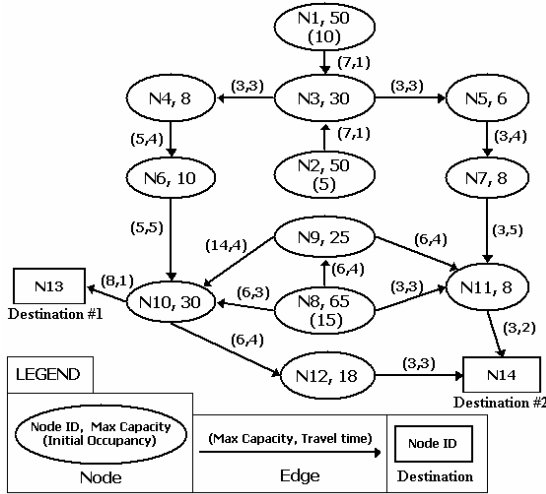 N1, 50
(10)
(7,1)
N4, 8
(3,3)
N3, 30
(3,3)
N5, 6
(5,4)
(7,1)
(3,4)
N6, 10
N2, 50
(5)
N7, 8
(5,5)
(14,4)
N9, 25
(6,4)
(3,5)
N13
(8,1)
Destination #1
N10, 30
(6,3)
(6,4)
N8, 65
(15)
(3,3)
N11, 8
(6,4)
(3,2)
N12, 18
(3,3)
N14
Destination #2
LEGEND
Node ID, Max Capacity
(Initial Occupancy)
Node
(Max Capacity, Travel time)
Edge
Node ID
Destination